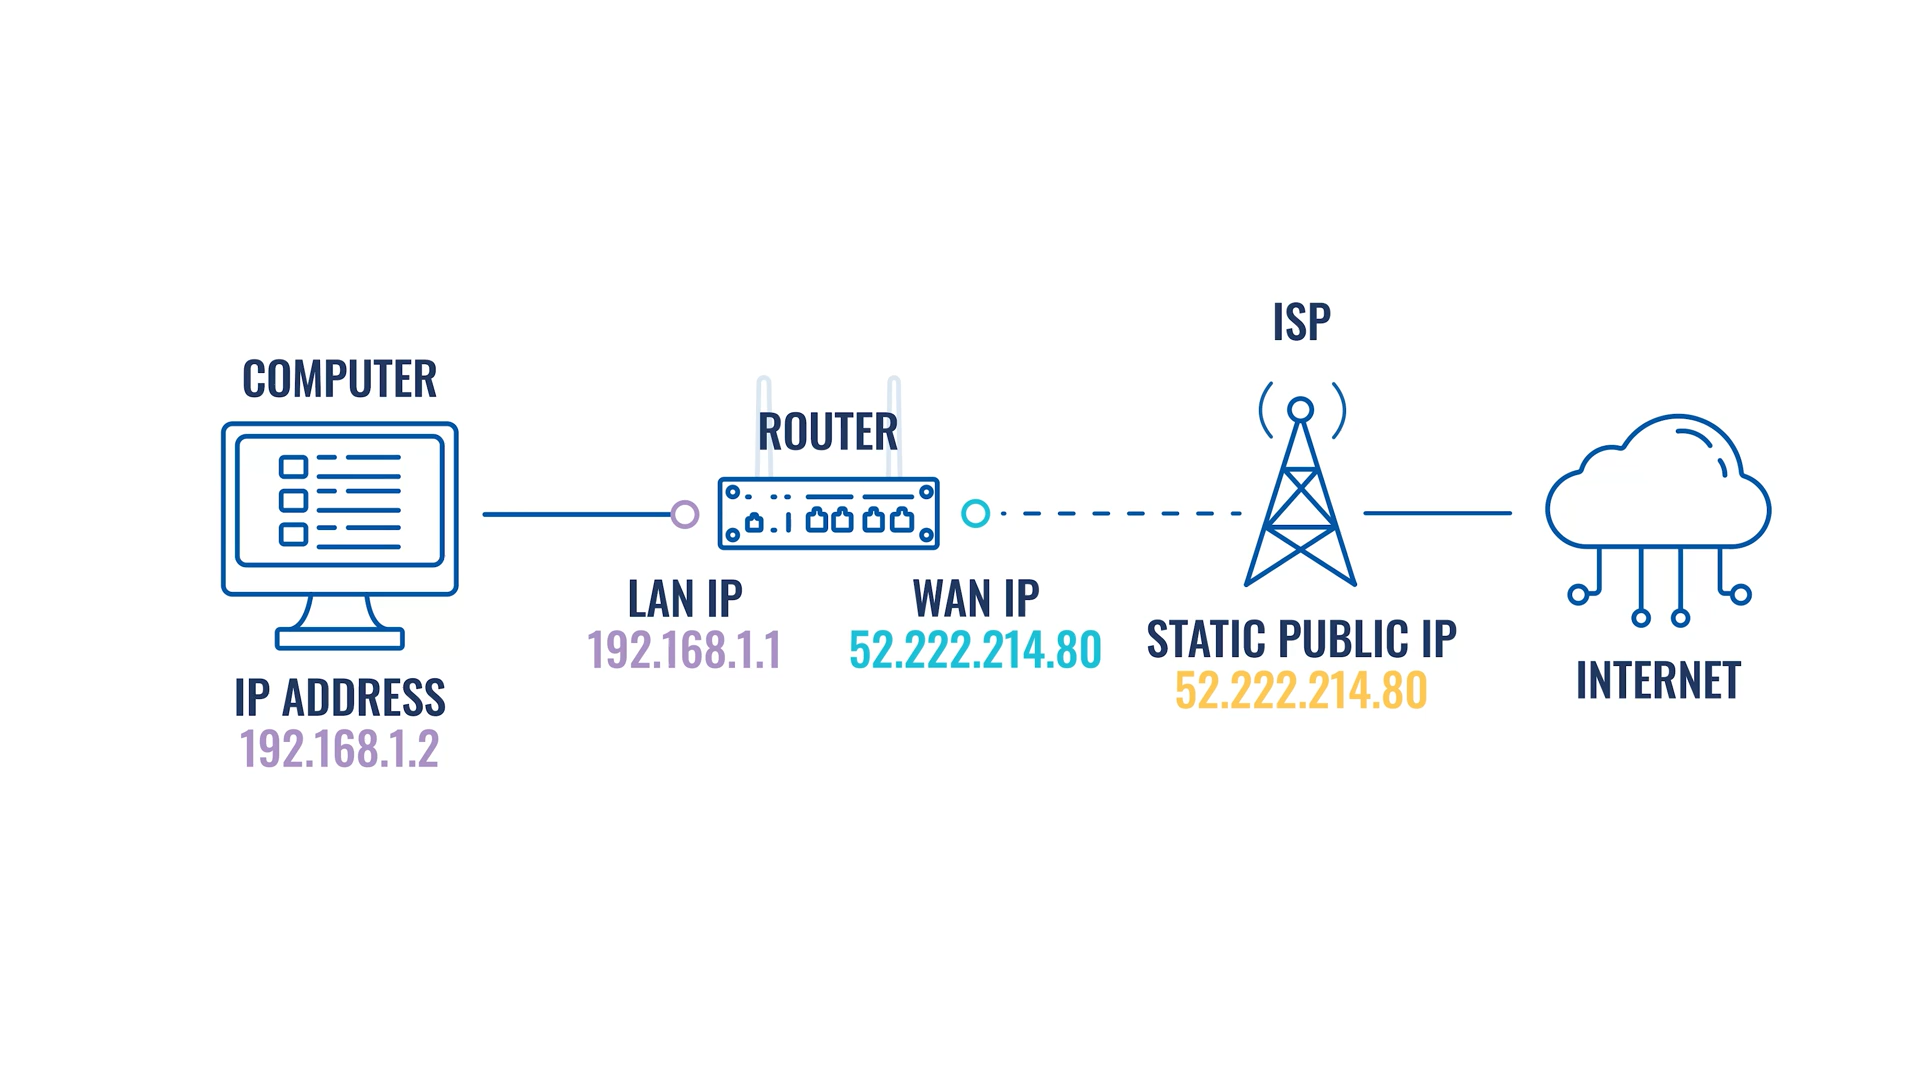 COMPUTER
IP ADDRESS
192.168.1.2
ROUTER
LAN IP
192.168.1.1
WAN IP
52.222.214.80
ISP
STATIC PUBLIC IP
52.222.214.80
INTERNET